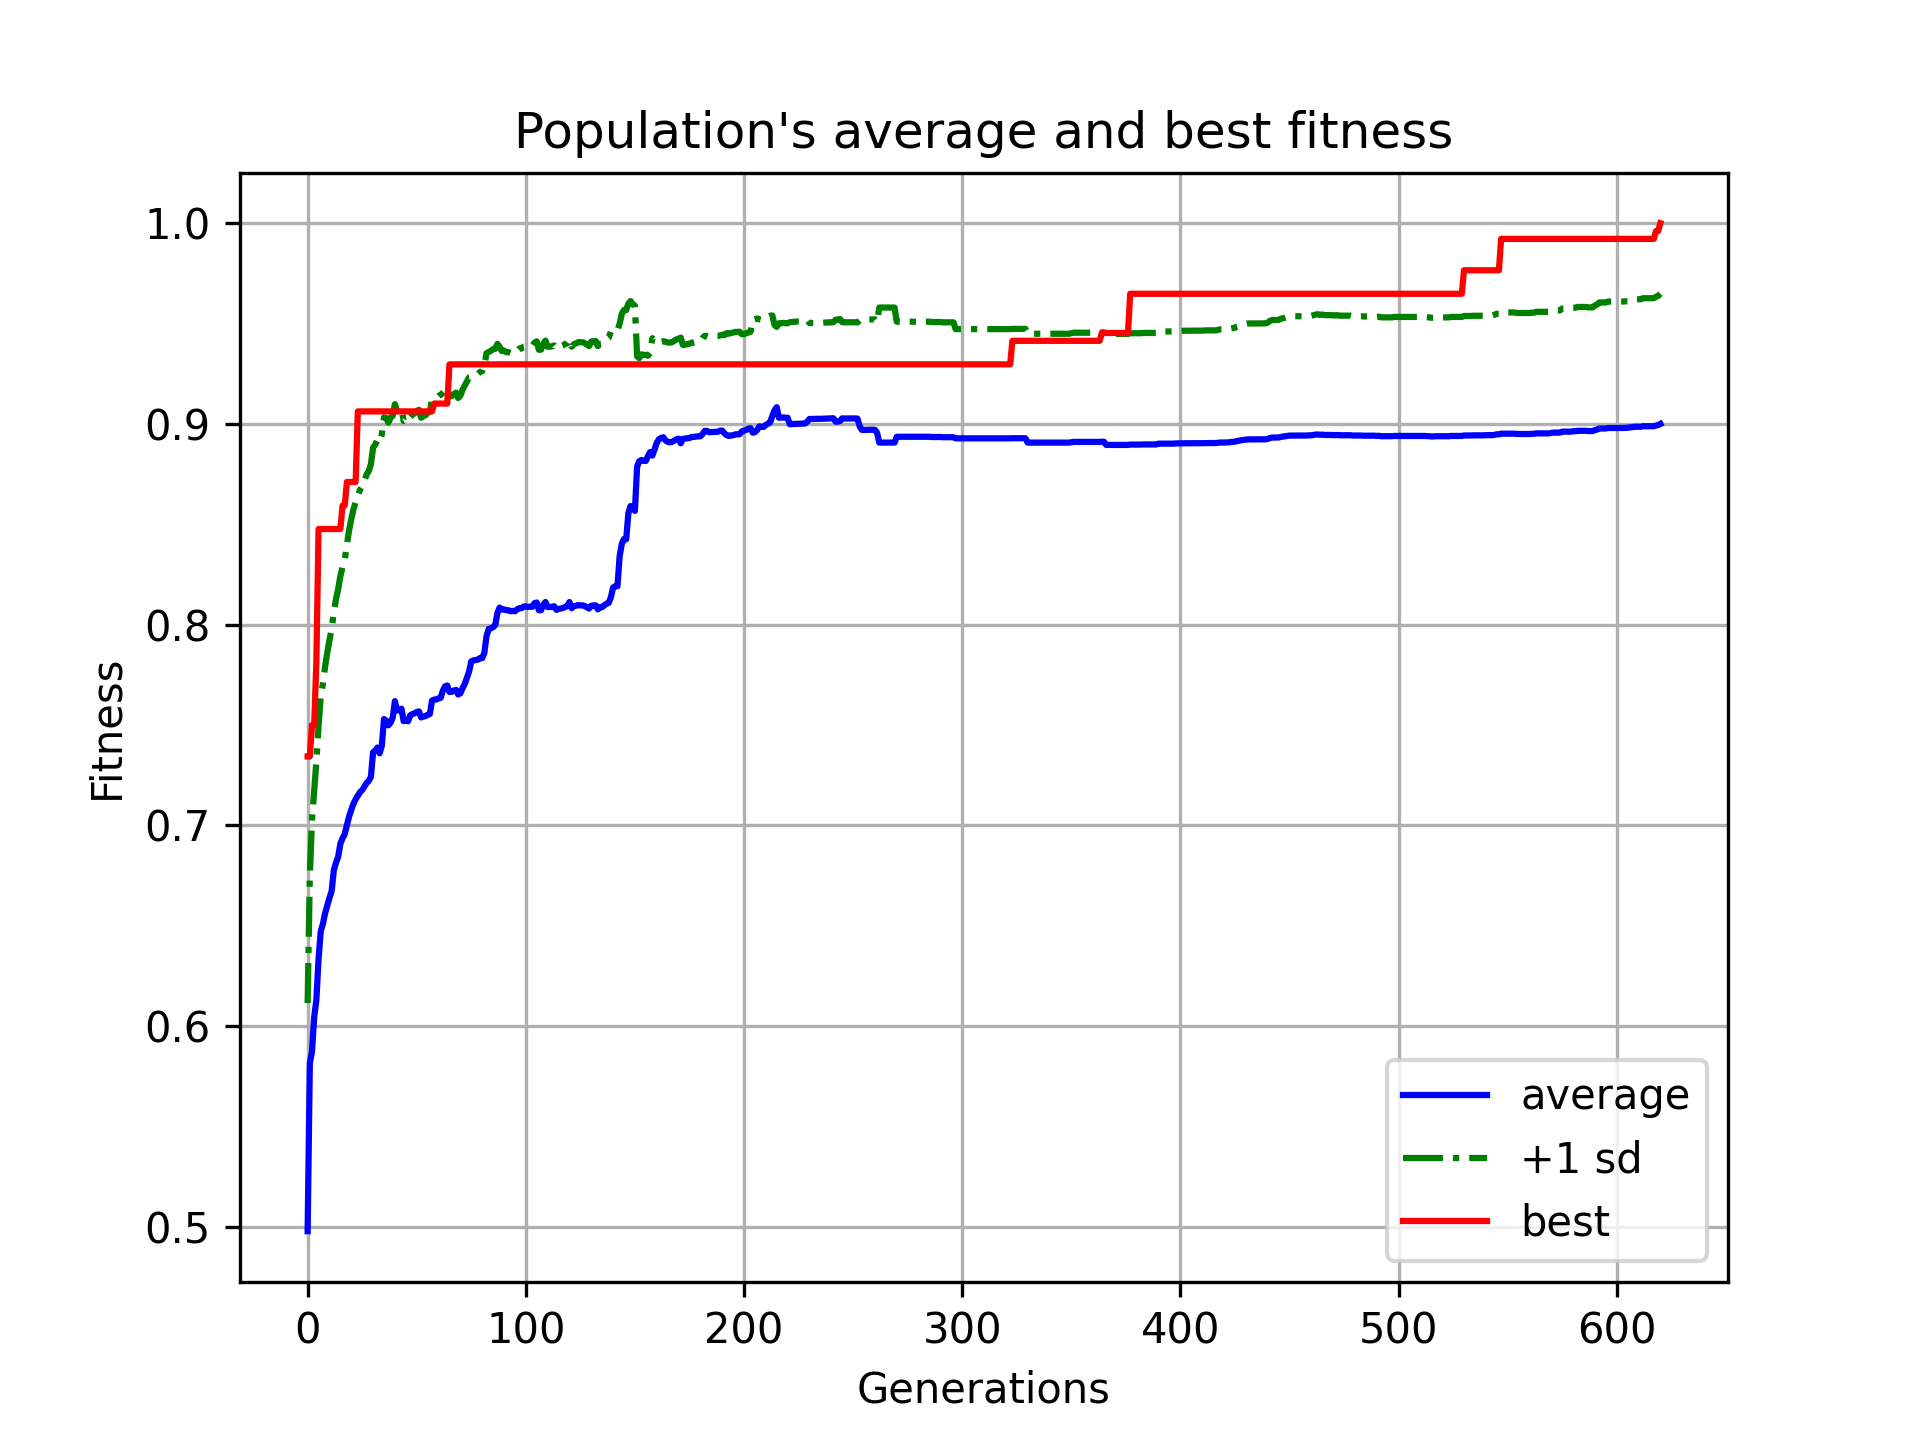 Population's average and best fitness
1.0
0.9
0.8
0.7
0.6
0.5
Fitness
0 100 200 300 400 500 600
Generations
average
+1 sd
best